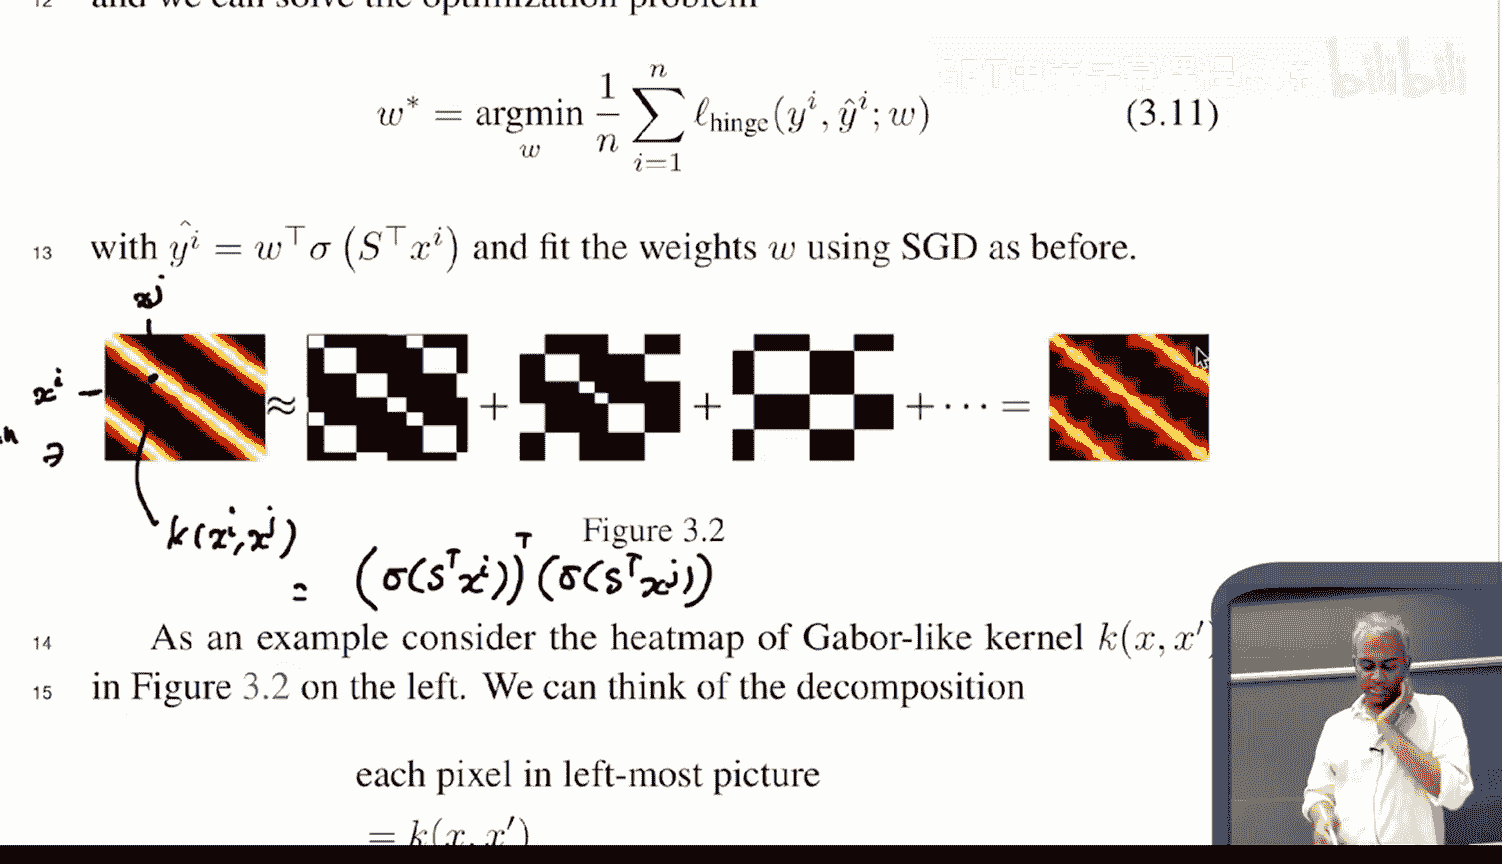 12 and we can solve the optimization problem
w* = argmin_w 1/n ∑_{i=1}^{n} ℓ_hinge(y^i, ŷ^i; w) (3.11)
13 with ŷ^i = w^⊤ σ (S^⊤ x^i) and fit the weights w using SGD as before.
x^j
x^i
≈ + + + ⋯ =
k(x^i, x^j)
Figure 3.2
= (σ(S^T x^i))^T (σ(S^T x^j))
14 As an example consider the heatmap of Gabor-like kernel k(x, x′)
15 in Figure 3.2 on the left. We can think of the decomposition
each pixel in left-most picture
= k(x, x′)